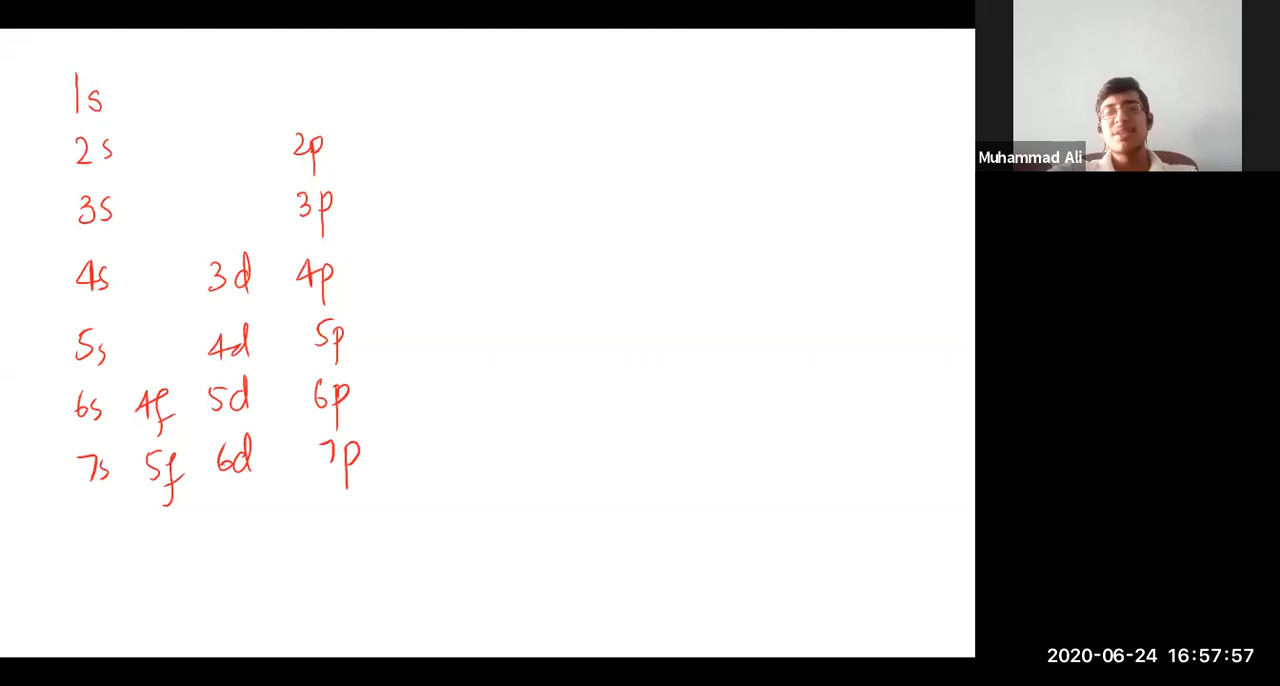 1s
2s 2p
3s 3p
4s 3d 4p
5s 4d 5p
6s 4f 5d 6p
7s 5f 6d 7p
Muhammad Ali
2020-06-24 16:57:57